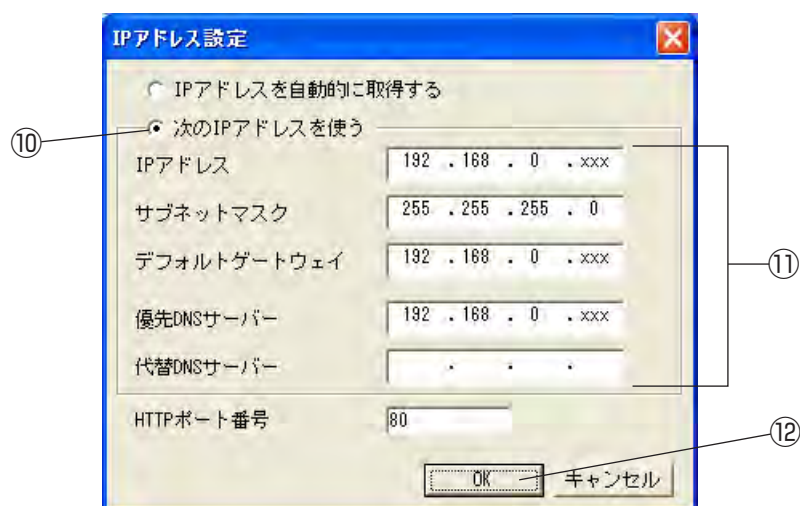 IPアドレス設定
IPアドレスを自動的に取得する
⑩ 次のIPアドレスを使う
IPアドレス 192 . 168 . 0 . xxx
サブネットマスク 255 . 255 . 255 . 0
デフォルトゲートウェイ 192 . 168 . 0 . xxx
⑪
優先DNSサーバー 192 . 168 . 0 . xxx
代替DNSサーバー . . .
HTTPポート番号 80
⑫
OK キャンセル